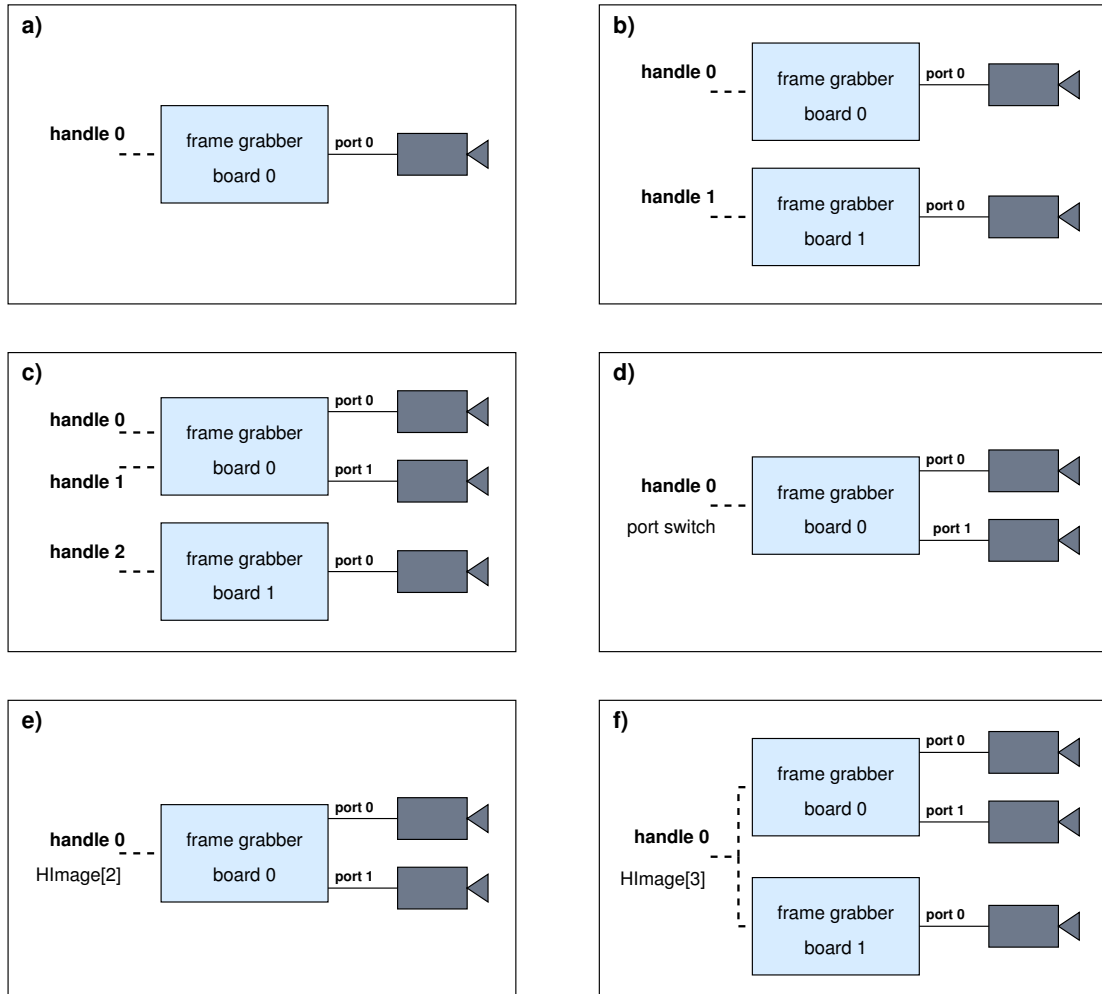 a)
handle 0
frame grabber
board 0
port 0
b)
handle 0
frame grabber
board 0
port 0
handle 1
frame grabber
board 1
port 0
c)
handle 0
handle 1
frame grabber
board 0
port 0
port 1
handle 2
frame grabber
board 1
port 0
d)
handle 0
port switch
frame grabber
board 0
port 0
port 1
e)
handle 0
HImage[2]
frame grabber
board 0
port 0
port 1
f)
handle 0
HImage[3]
frame grabber
board 0
port 0
port 1
frame grabber
board 1
port 0